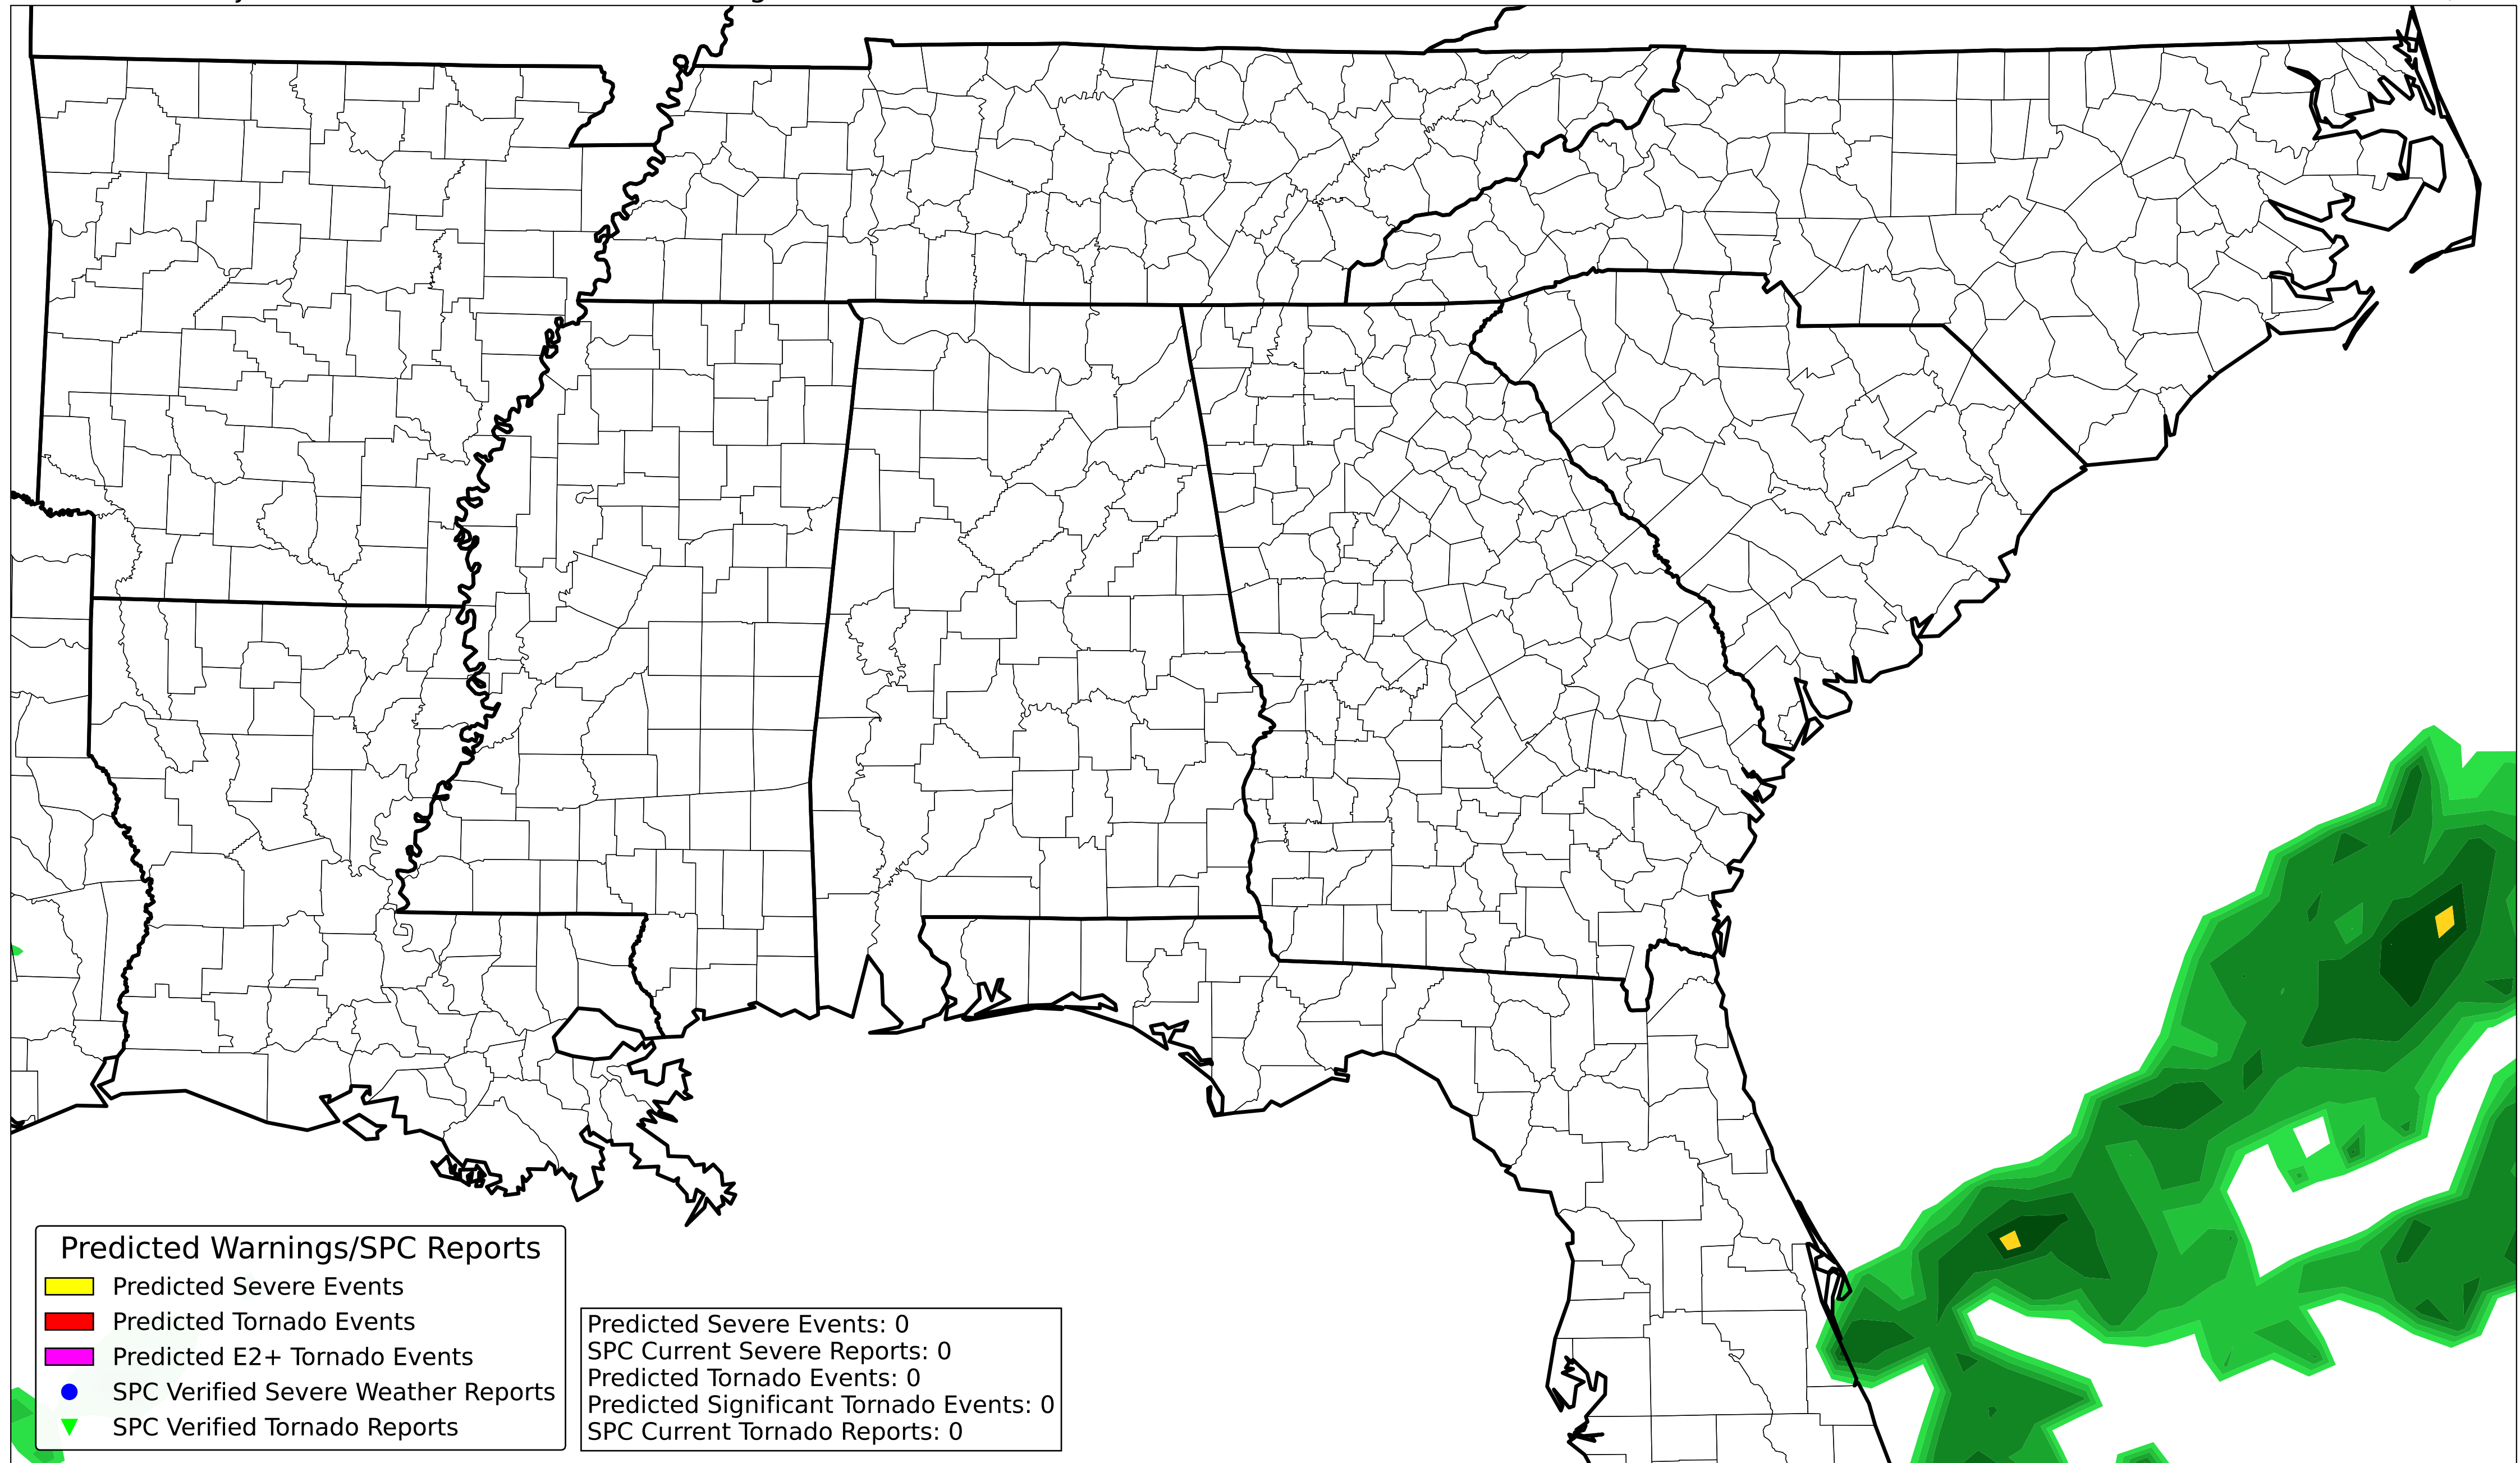 Predicted Warnings/SPC Reports
Predicted Severe Events
Predicted Tornado Events
Predicted E2+ Tornado Events
SPC Verified Severe Weather Reports
SPC Verified Tornado Reports
Predicted Severe Events: 0
SPC Current Severe Reports: 0
Predicted Tornado Events: 0
Predicted Significant Tornado Events: 0
SPC Current Tornado Reports: 0